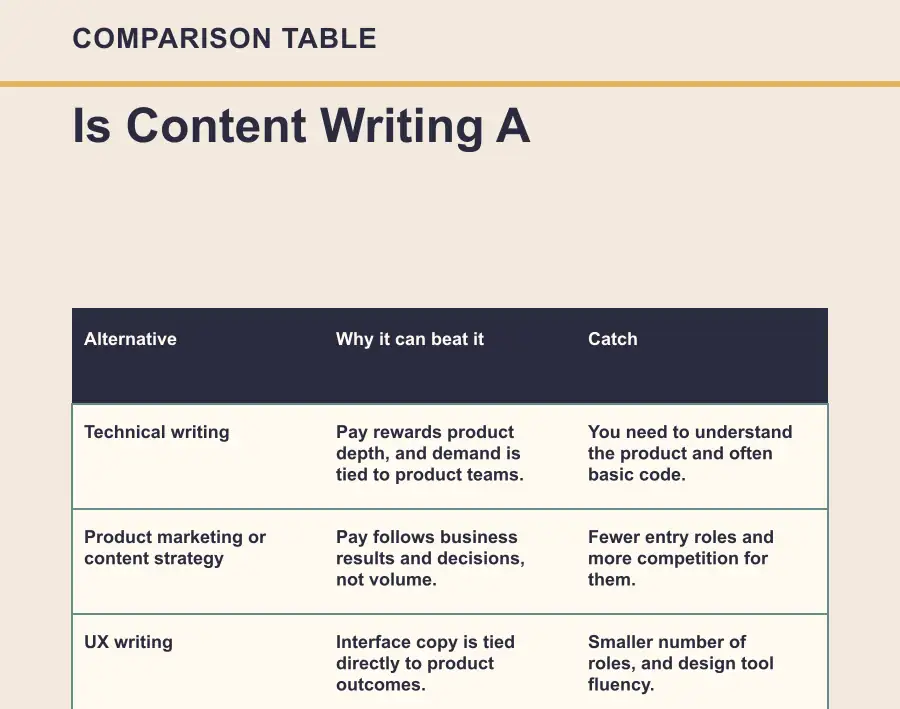 COMPARISON TABLE
Is Content Writing A
Alternative
Why it can beat it
Catch
Technical writing
Pay rewards product
depth, and demand is
tied to product teams.
You need to understand
the product and often
basic code.
Product marketing or
content strategy
Pay follows business
results and decisions,
not volume.
Fewer entry roles and
more competition for
them.
UX writing
Interface copy is tied
directly to product
outcomes.
Smaller number of
roles, and design tool
fluency.